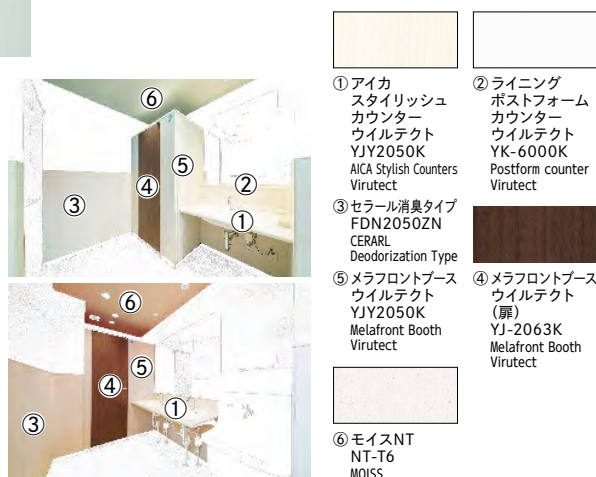 ⑥
⑤
④
②
③
①
⑥
⑤
④
①
③
①アイカ
スタイリッシュ
カウンター
ウイルテクト
YJY2050K
AICA Stylish Counters
Virutect
②ライニング
ポストフォーム
カウンター
ウイルテクト
YK-6000K
Postform counter
Virutect
③セラール消臭タイプ
FDN2050ZN
CERARL
Deodorization Type
⑤メラフロントブース
ウイルテクト
YJY2050K
Melafront Booth
Virutect
④メラフロントブース
ウイルテクト
(扉)
YJ-2063K
Melafront Booth
Virutect
⑥モイスNT
NT-T6
MOISS